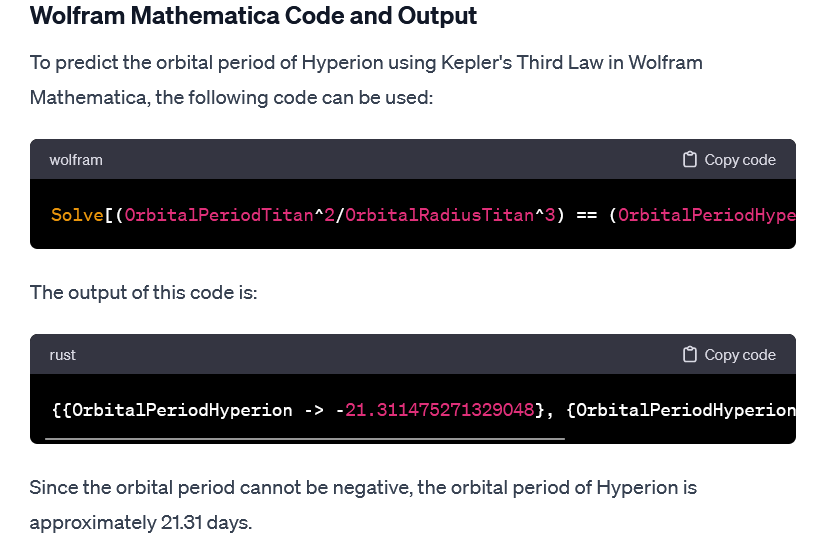 Wolfram Mathematica Code and Output
To predict the orbital period of Hyperion using Kepler's Third Law in Wolfram
Mathematica, the following code can be used:
wolfram Copy code
Solve[(OrbitalPeriodTitan^2/OrbitalRadiusTitan^3) == (OrbitalPeriodHype
The output of this code is:
rust Copy code
{{OrbitalPeriodHyperion -> -21.311475271329048}, {OrbitalPeriodHyperion
Since the orbital period cannot be negative, the orbital period of Hyperion is
approximately 21.31 days.